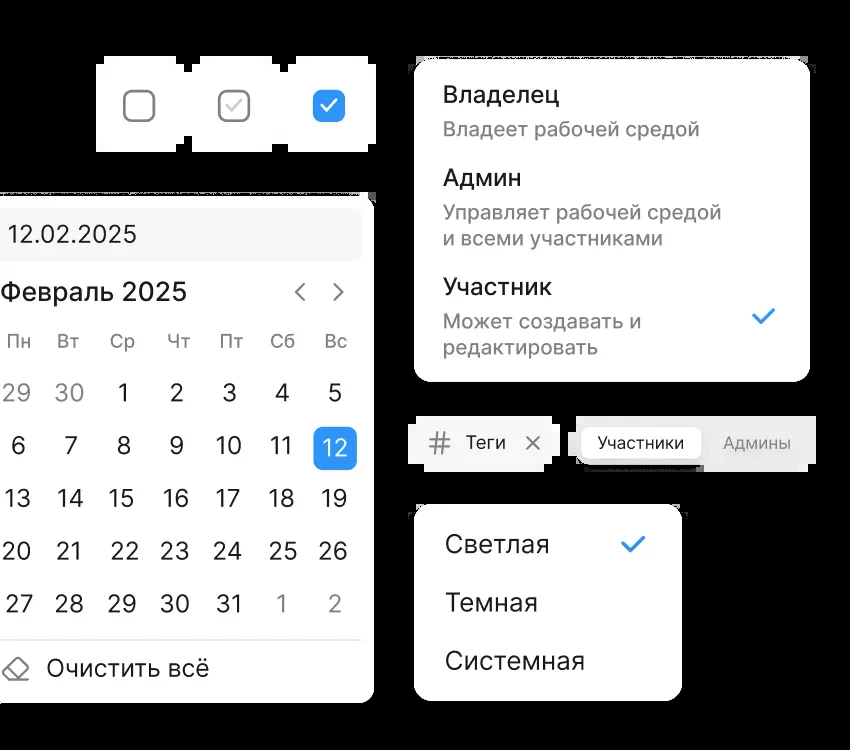 Владелец
Владеет рабочей средой
Админ
Управляет рабочей средой
и всеми участниками
Участник
Может создавать и
редактировать
12.02.2025
Февраль 2025
Пн Вт Ср Чт Пт Сб Вс
29 30 1 2 3 4 5
6 7 8 9 10 11 12
13 14 15 16 17 18 19
20 21 22 23 24 25 26
27 28 29 30 31 1 2
Очистить всё
# Теги
Участники Админы
Светлая
Темная
Системная